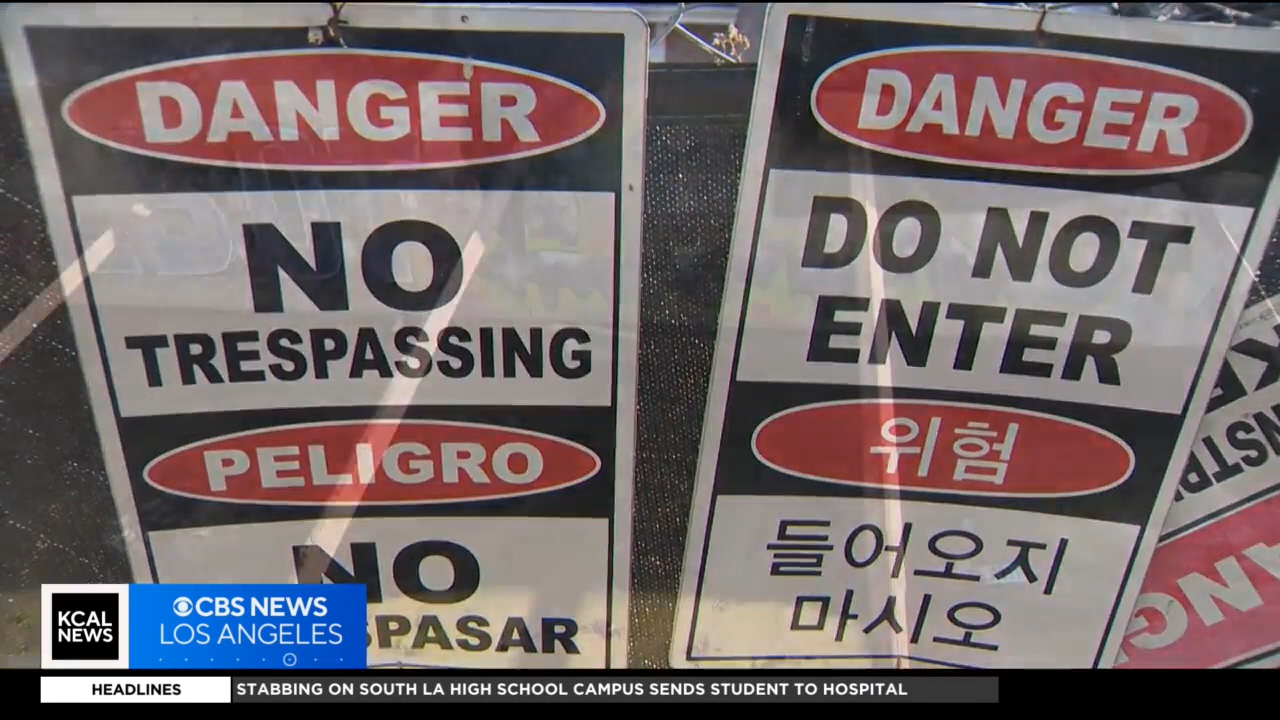 DANGER
NO
TRESPASSING
PELIGRO
NO
DANGER
DO NOT
ENTER
위험
들어오지
마시오
KCAL
NEWS
CBS NEWS
LOS ANGELES
HEADLINES
STABBING ON SOUTH LA HIGH SCHOOL CAMPUS SENDS STUDENT TO HOSPITAL